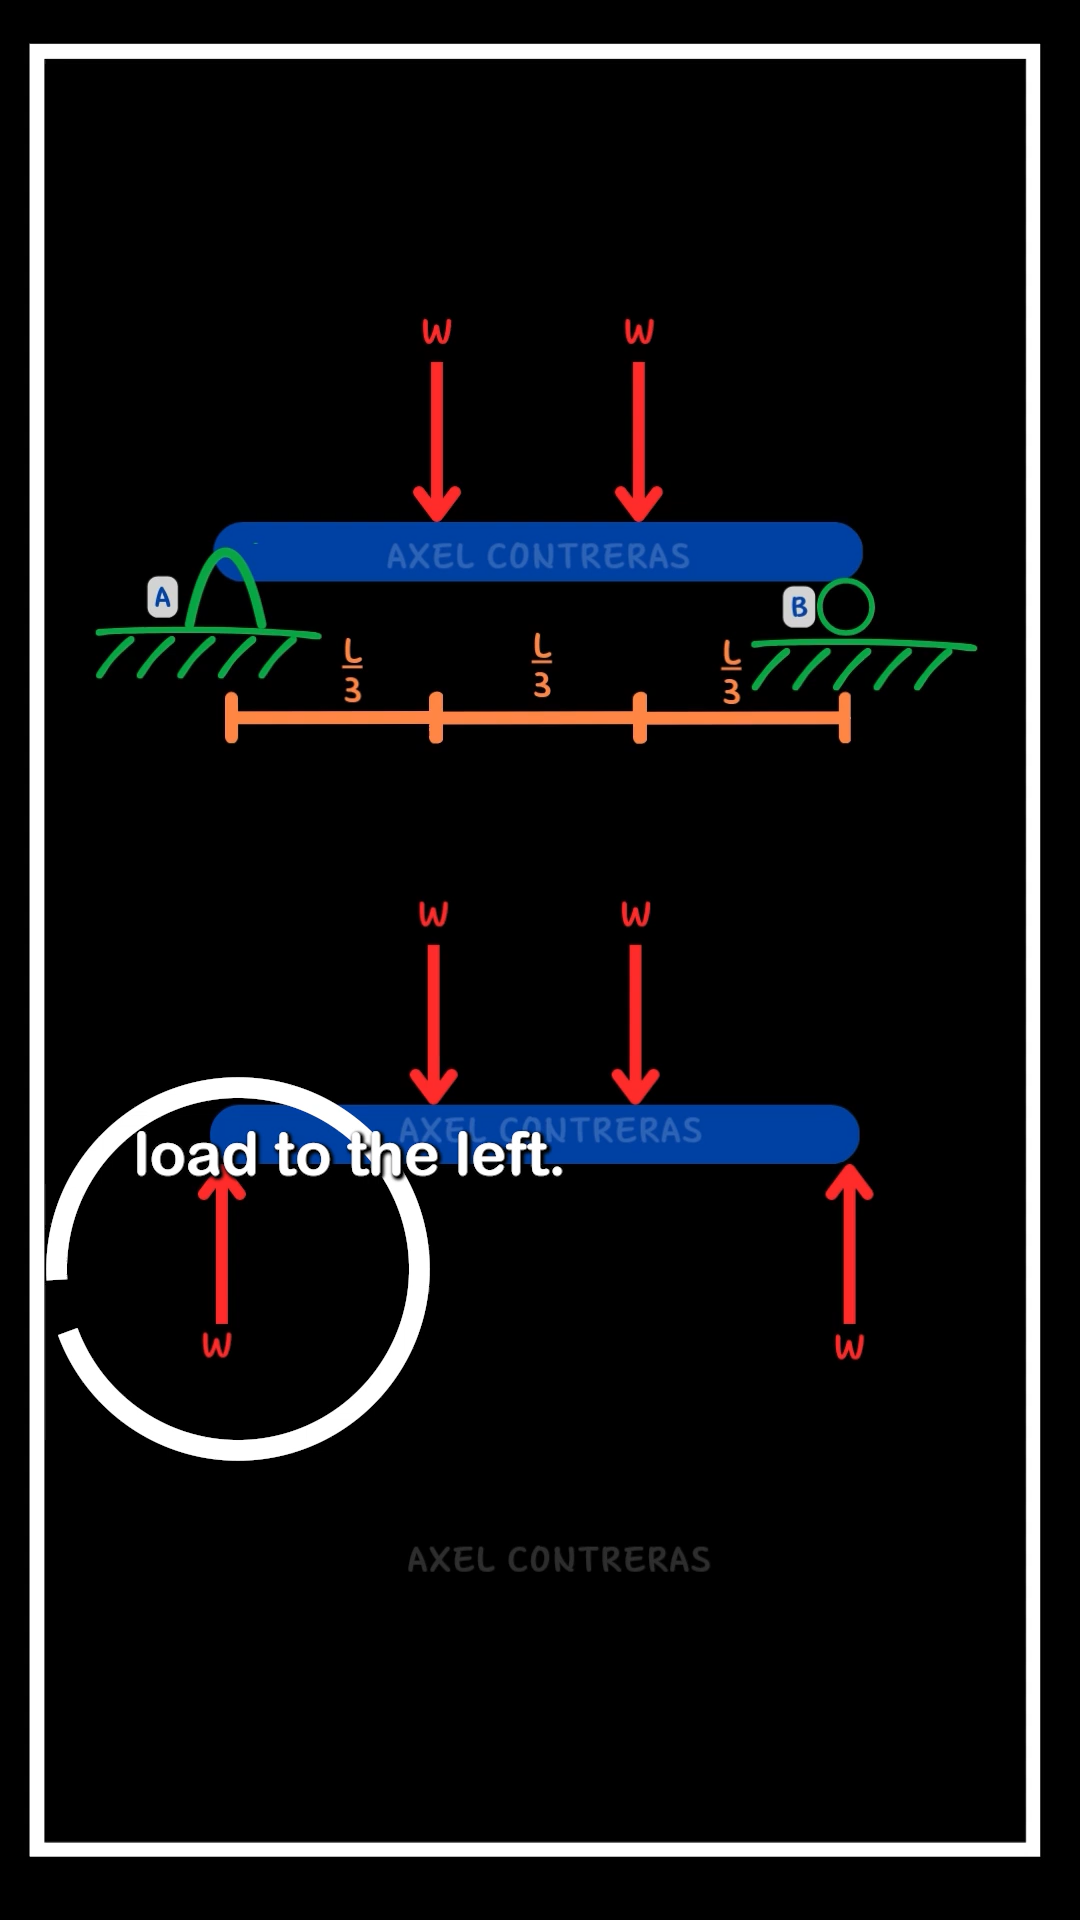 W W
AXEL CONTRERAS
A
B
L/3 L/3 L/3
W W
AXEL CONTRERAS
load to the left.
W W
AXEL CONTRERAS